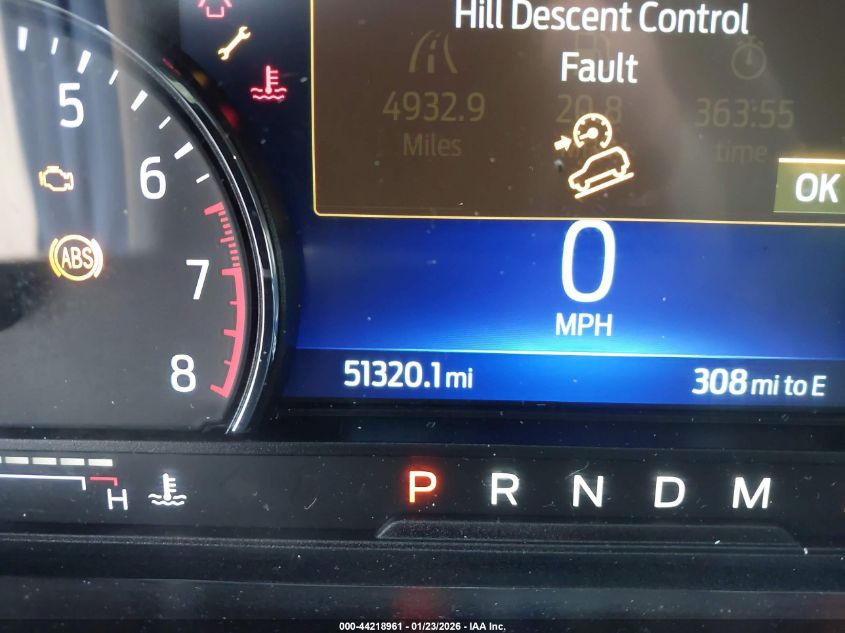 Hill Descent Control
Fault
4932.9
20.8
363:55
Miles
time
OK
5
6
ABS
7
8
0
MPH
51320.1 mi
308 mi to E
H
P R N D M
000-44218961 - 01/23/2026 - IAA Inc.